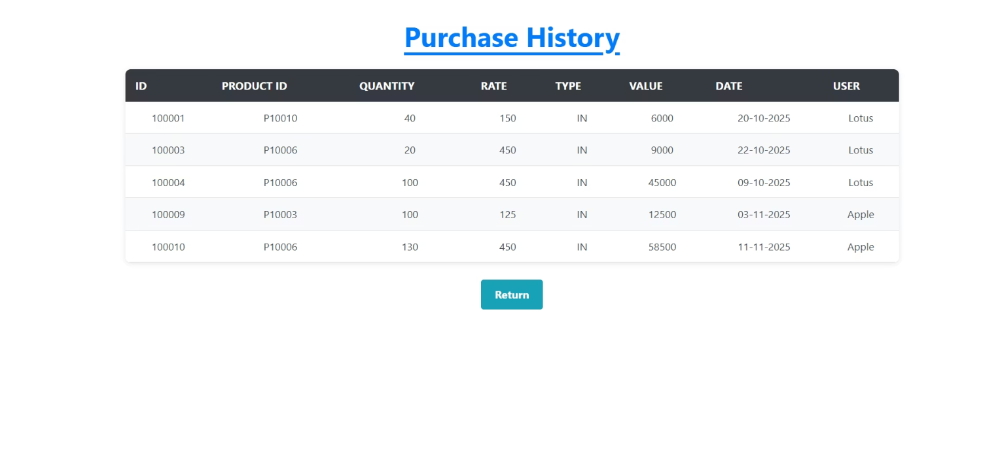 Purchase History
ID PRODUCT ID QUANTITY RATE TYPE VALUE DATE USER
100001 P10010 40 150 IN 6000 20-10-2025 Lotus
100003 P10006 20 450 IN 9000 22-10-2025 Lotus
100004 P10006 100 450 IN 45000 09-10-2025 Lotus
100009 P10003 100 125 IN 12500 03-11-2025 Apple
100010 P10006 130 450 IN 58500 11-11-2025 Apple
Return